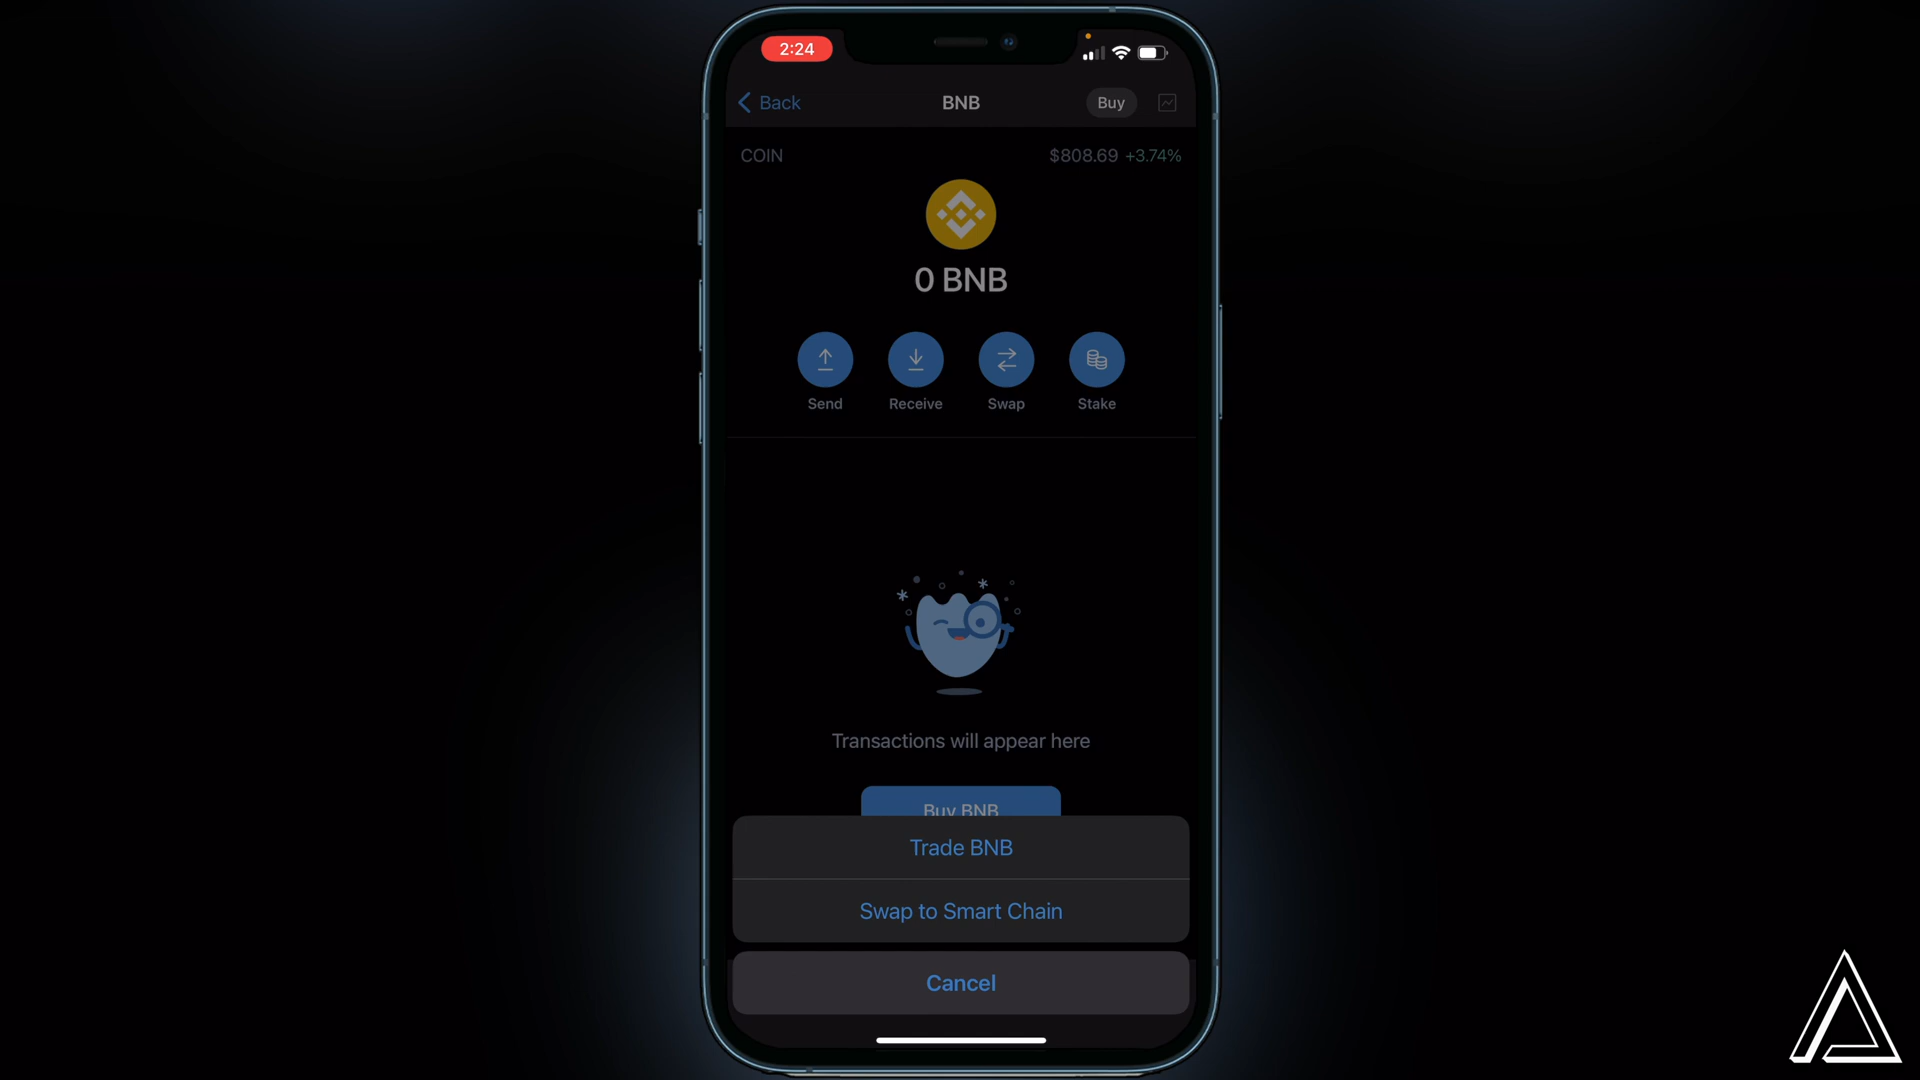 2:24
Back
BNB
Buy
COIN
$808.69 +3.74%
0 BNB
Send
Receive
Swap
Stake
Transactions will appear here
Buy BNB
Trade BNB
Swap to Smart Chain
Cancel